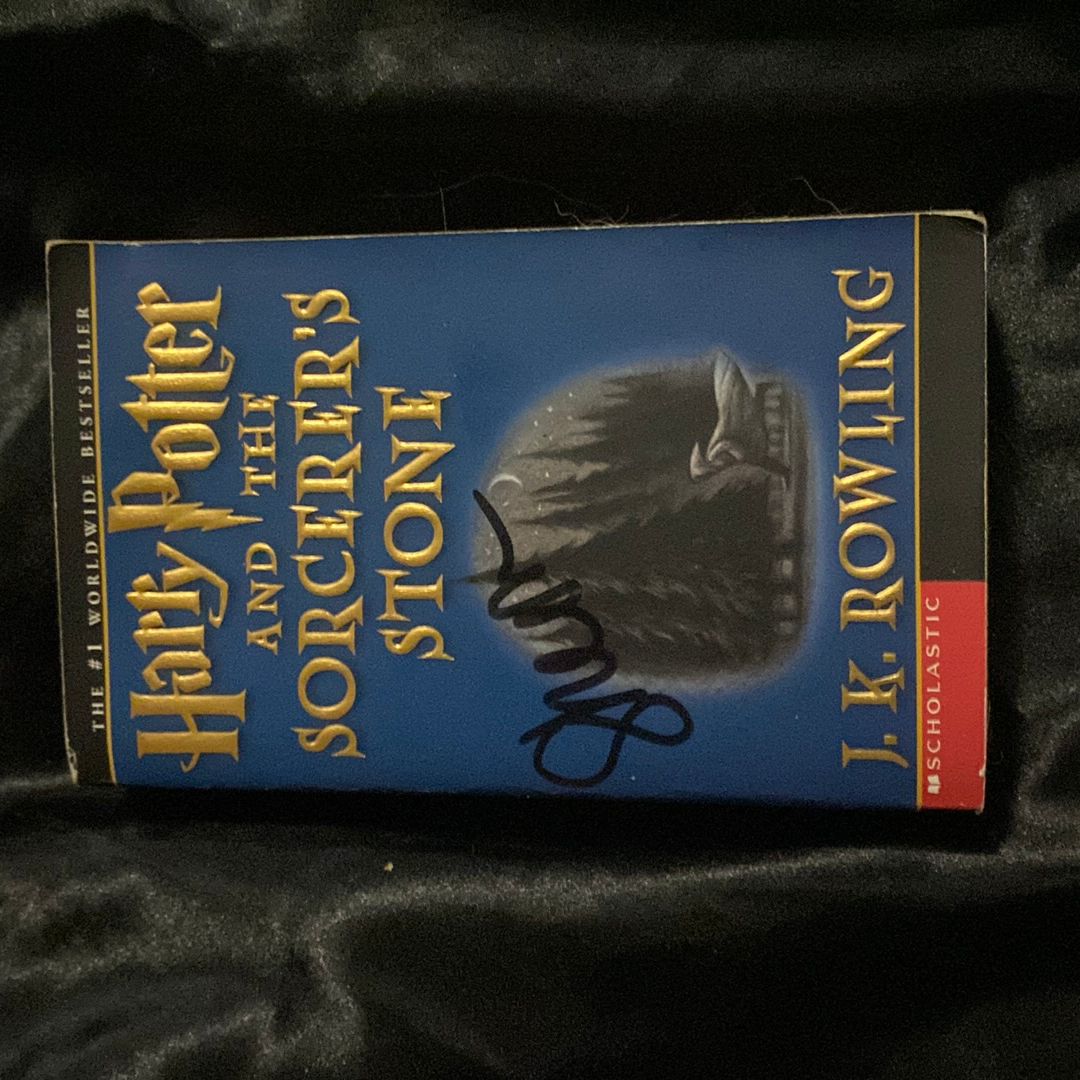 THE #1 WORLDWIDE BESTSELLER
Harry Potter
AND THE
SORCERER'S
STONE
J. K. ROWLING
SCHOLASTIC